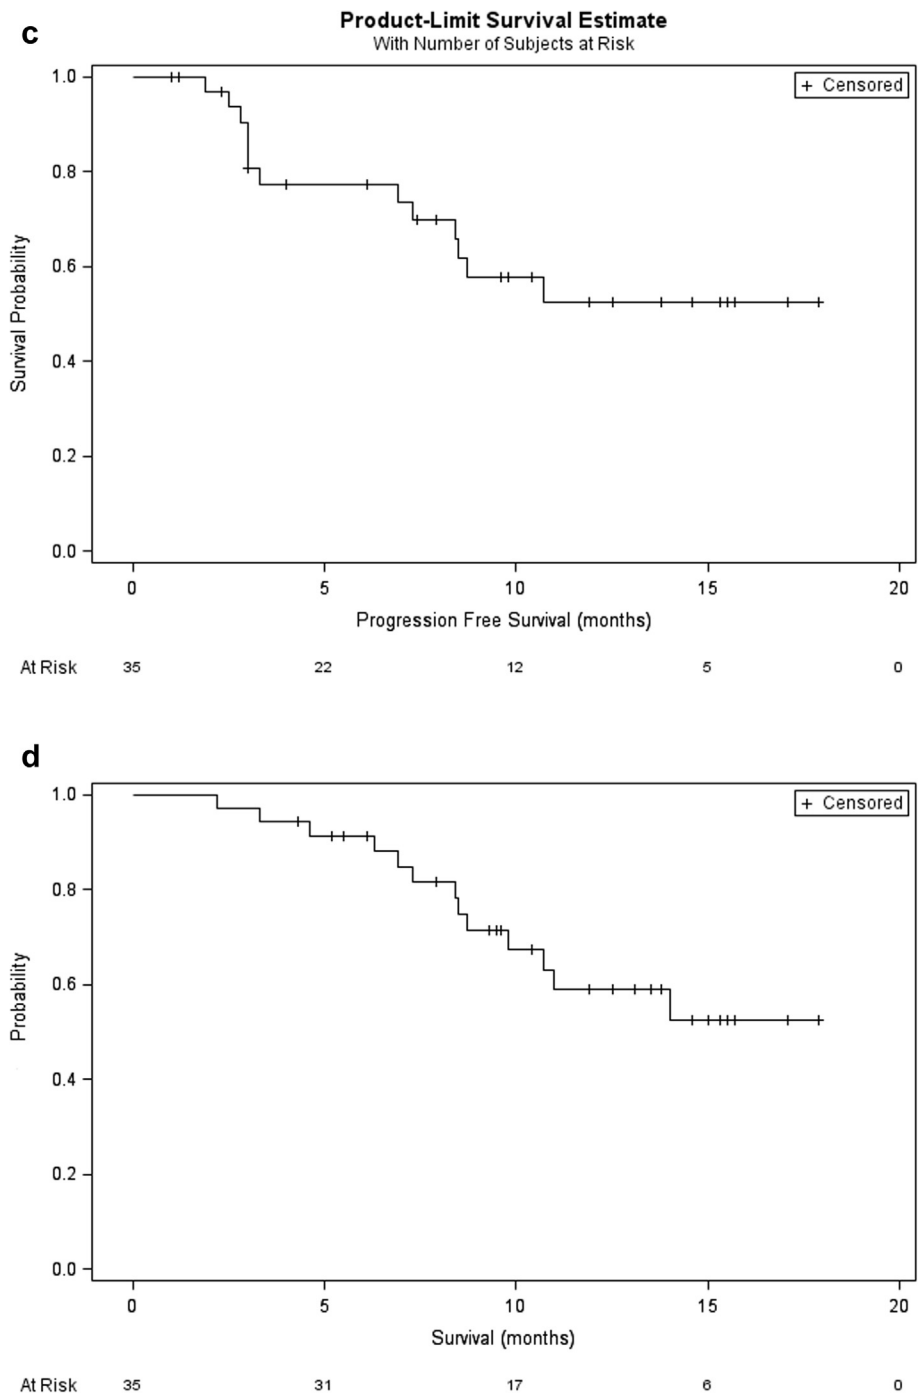 c
Product-Limit Survival Estimate
With Number of Subjects at Risk
+ Censored
1.0
0.8
0.6
0.4
0.2
0.0
Survival Probability
0 5 10 15 20
Progression Free Survival (months)
At Risk 35 22 12 5 0
d
+ Censored
1.0
0.8
0.6
0.4
0.2
0.0
Probability
0 5 10 15 20
Survival (months)
At Risk 35 31 17 6 0